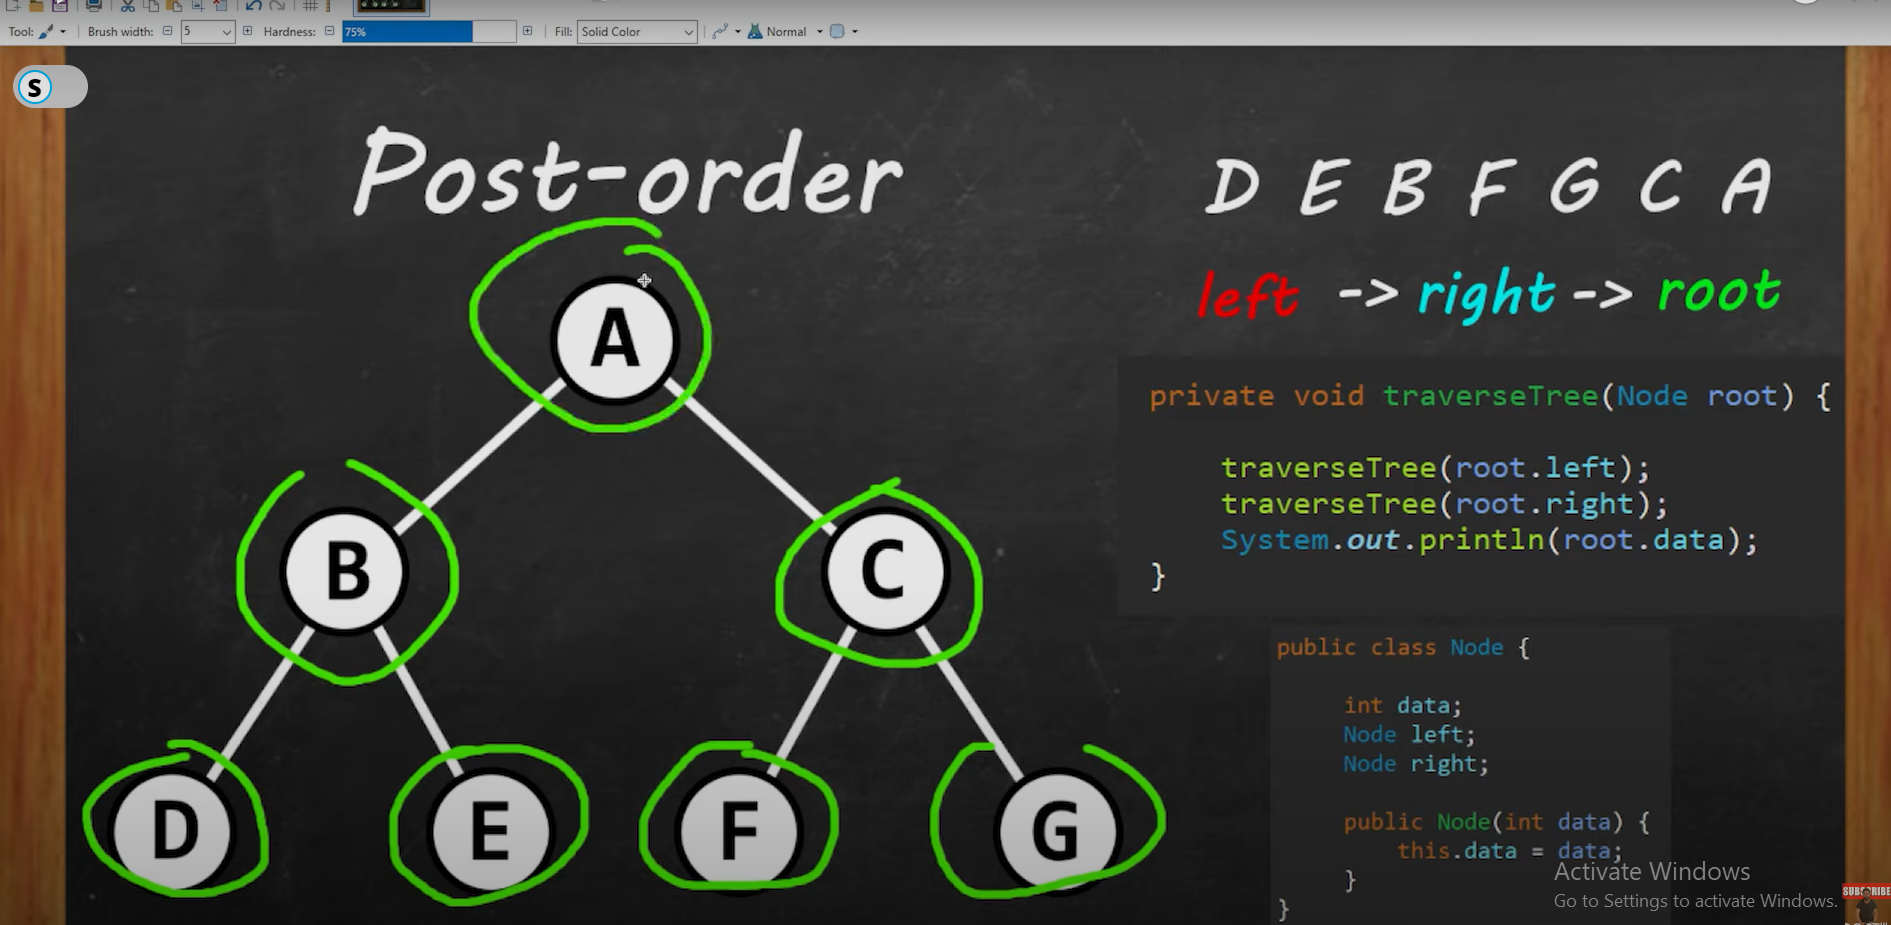 Tool:
Brush width: 5
Hardness: 75%
Fill: Solid Color
Normal
S
Post-order
D E B F G C A
left -> right -> root
A
B
C
D
E
F
G
private void traverseTree(Node root) {
traverseTree(root.left);
traverseTree(root.right);
System.out.println(root.data);
}
public class Node {
int data;
Node left;
Node right;
public Node(int data) {
this.data = data;
}
}
Activate Windows
Go to Settings to activate Windows.
SUBSCRIBE